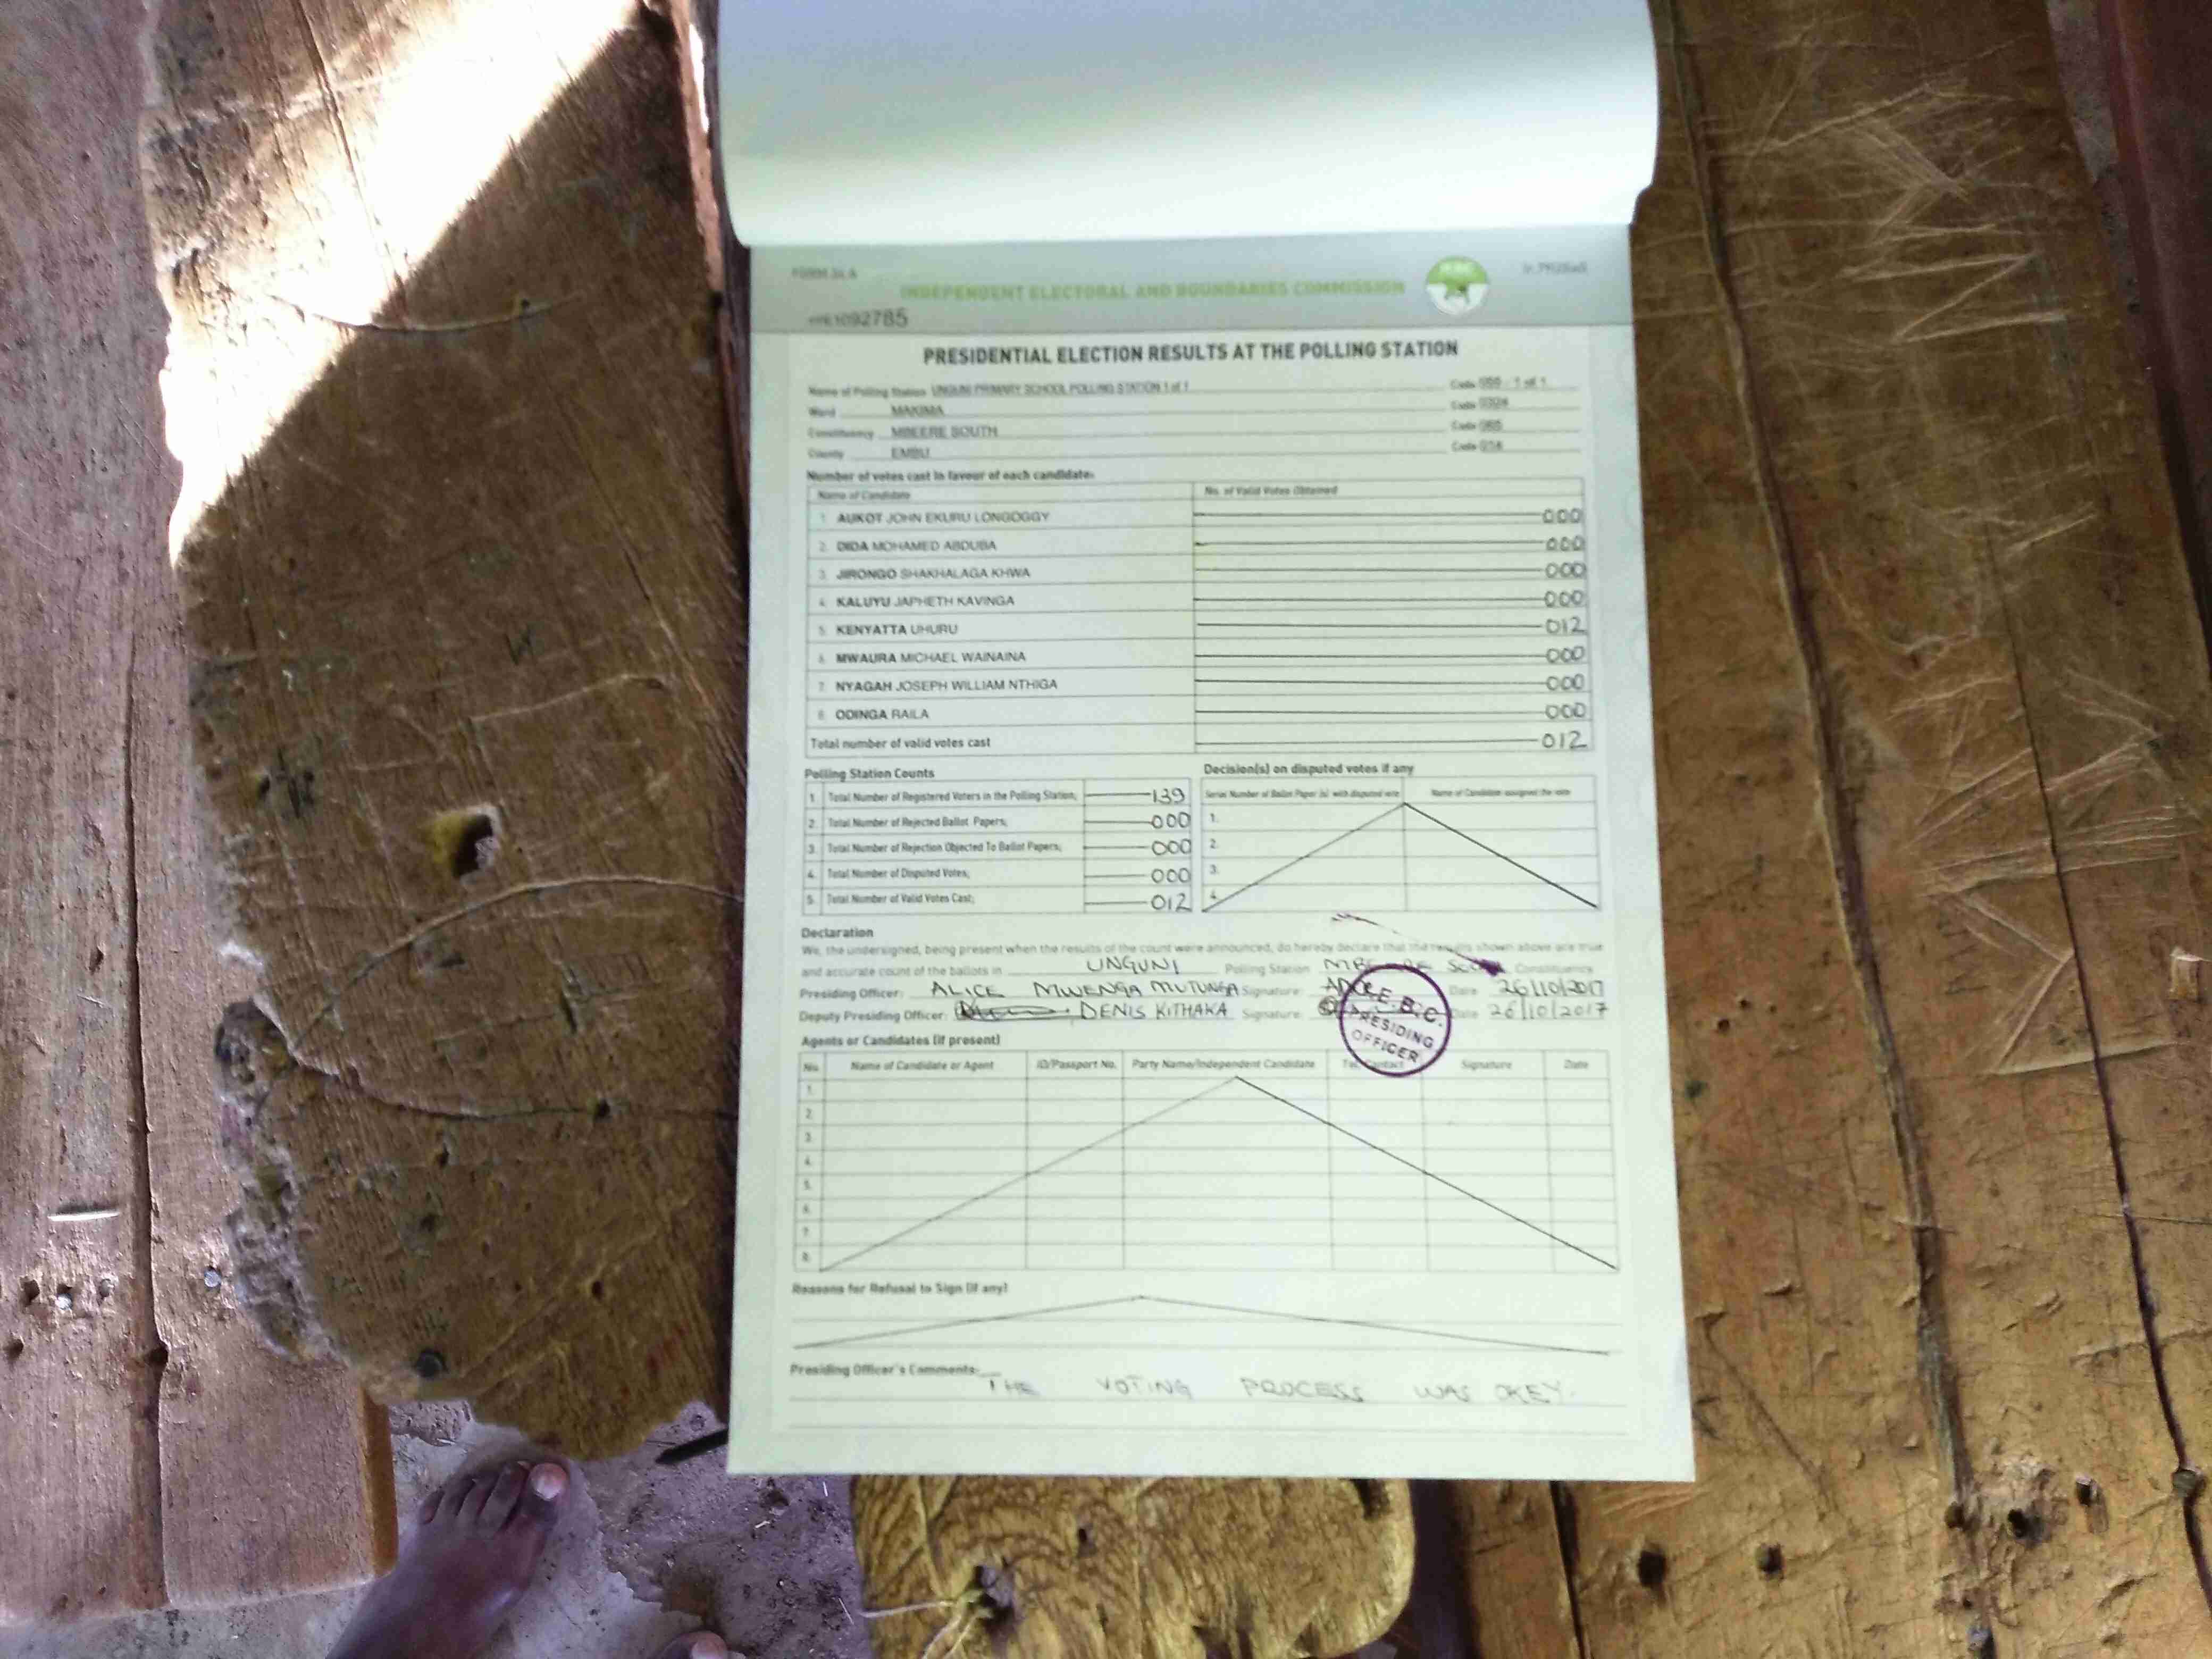 FORM 34 A
INDEPENDENT ELECTORAL AND BOUNDARIES COMMISSION
1092785
PRESIDENTIAL ELECTION RESULTS AT THE POLLING STATION
Name of Polling Station UNGUNI PRIMARY SCHOOL POLLING STATION 1 of 1 Code 050 - 1 of 1
Ward MAKIMA Code 0324
Constituency MBEERE SOUTH Code 065
County EMBU Code 014
Number of votes cast in favour of each candidate:
Name of Candidate No. of Valid Votes Obtained
1. AUKOT JOHN EKURU LONGOGGY 000
2. DIDA MOHAMED ABDUBA 000
3. JIRONGO SHAKHALAGA KHWA 000
4. KALUYU JAPHETH KAVINGA 000
5. KENYATTA UHURU 012
6. MWAURA MICHAEL WAINAINA 000
7. NYAGAH JOSEPH WILLIAM NTHIGA 000
8. ODINGA RAILA 000
Total number of valid votes cast 012
Polling Station Counts
1. Total Number of Registered Voters in the Polling Station; 139
2. Total Number of Rejected Ballot Papers; 000
3. Total Number of Rejection Objected To Ballot Papers; 000
4. Total Number of Disputed Votes; 000
5. Total Number of Valid Votes Cast; 012
Decision(s) on disputed votes if any
Serial Number of Ballot Paper (s) with disputed vote Name of Candidate assigned the vote
1.
2.
3.
4.
Declaration
We, the undersigned, being present when the results of the count were announced, do hereby declare that the results shown above are true
and accurate count of the ballots in UNGUNI Polling Station Constituency
Presiding Officer: ALICE MWENGA MUTUNGA Signature: Date 26/10/2017
Deputy Presiding Officer: DENIS KITHAKA Signature: Date 26/10/2017
I.E.B.C.
PRESIDING
OFFICER
Agents or Candidates (if present)
No. Name of Candidate or Agent ID/Passport No. Party Name/Independent Candidate Tel. Contact Signature Date
1.
2.
3.
4.
5.
6.
7.
8.
Reasons for Refusal to Sign (if any)
Presiding Officer's Comments:
THE VOTING PROCESS WAS OKEY.